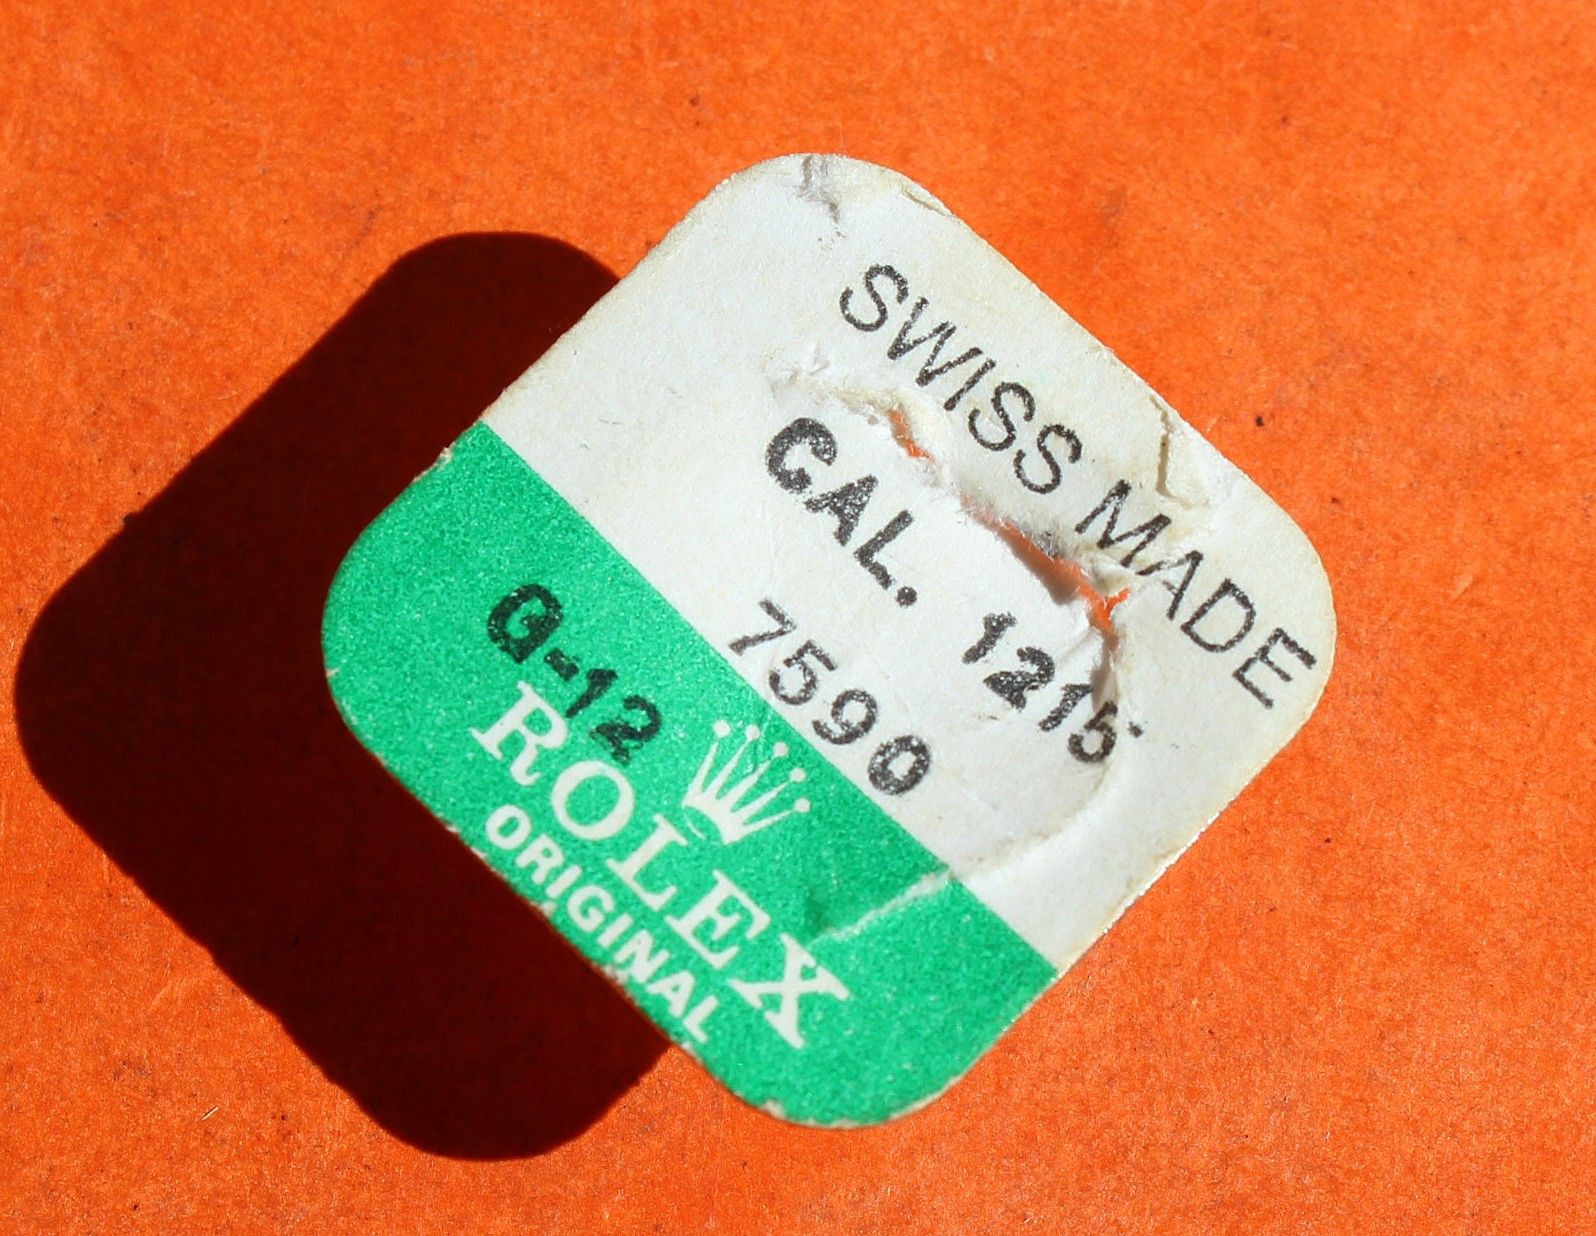 SWISS MADE
CAL. 1215
7590
Q-12
ROLEX
ORIGINAL